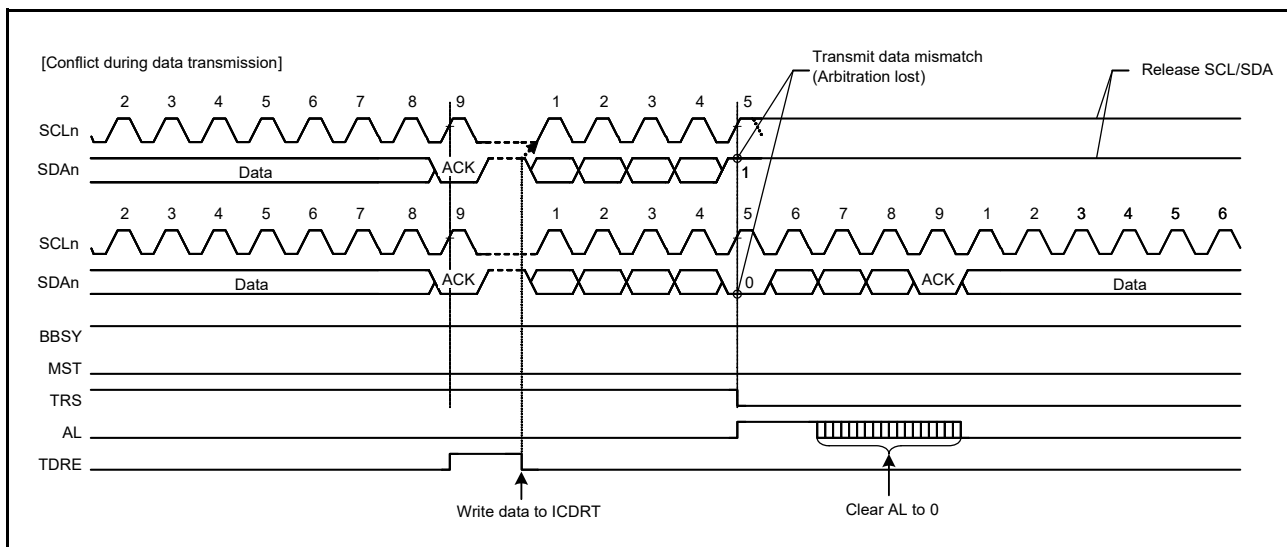 [Conflict during data transmission]
Transmit data mismatch
(Arbitration lost)
Release SCL/SDA
2 3 4 5 6 7 8 9 1 2 3 4 5
SCLn
SDAn Data ACK 1
2 3 4 5 6 7 8 9 1 2 3 4 5 6 7 8 9 1 2 3 4 5 6
SCLn
SDAn Data ACK 0 ACK Data
BBSY
MST
TRS
AL
TDRE
Write data to ICDRT Clear AL to 0